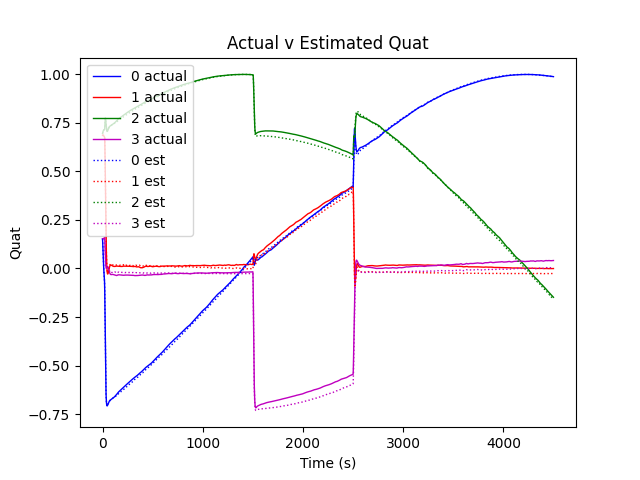 Actual v Estimated Quat
1.00
0.75
0.50
0.25
0.00
−0.25
−0.50
−0.75
Quat
0 actual
1 actual
2 actual
3 actual
0 est
1 est
2 est
3 est
0 1000 2000 3000 4000
Time (s)